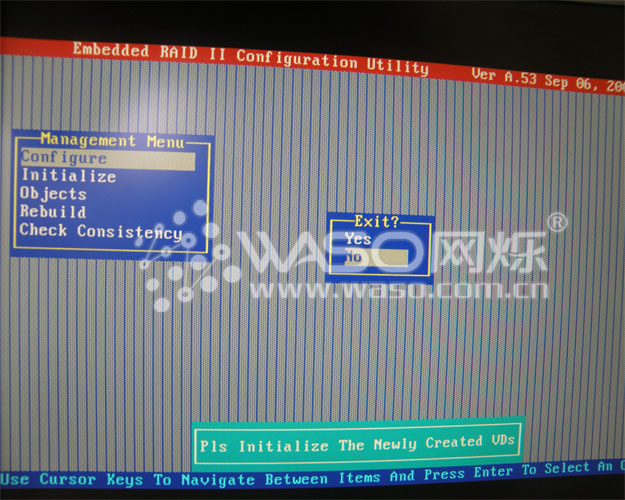 Embedded RAID II Configuration Utility Ver A.53 Sep 06,
Management Menu
Configure
Initialize
Objects
Rebuild
Check Consistency
Exit?
Yes
No
WASO网烁®
www.waso.com.cn
Pls Initialize The Newly Created VDs
Use Cursor Keys To Navigate Between Items And Press Enter To Select An